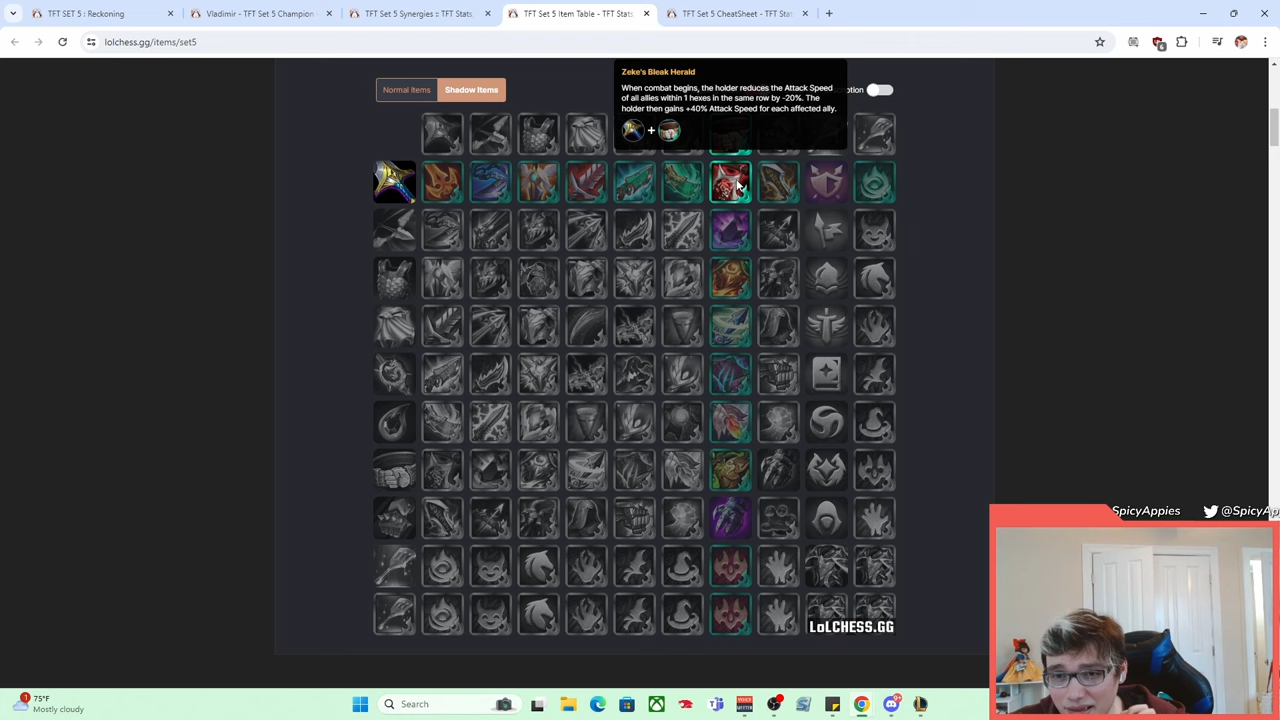 TFT 5 : Reckoning
Vladimir - TFT Set 5 Champion
TFT Set 5 Synergies :: TFT Stats,
TFT Set 5 Item Table - TFT Stats,
TFT Set 5 CheatSheet - TFT Stats,
lolchess.gg/items/set5
6
Normal Items
Shadow Items
Zeke's Bleak Herald
When combat begins, the holder reduces the Attack Speed
of all allies within 1 hexes in the same row by -20%. The
holder then gains +40% Attack Speed for each affected ally.
+
LoLCHESS.GG
SpicyAppies
@SpicyAp
1
75°F
Mostly cloudy
Search